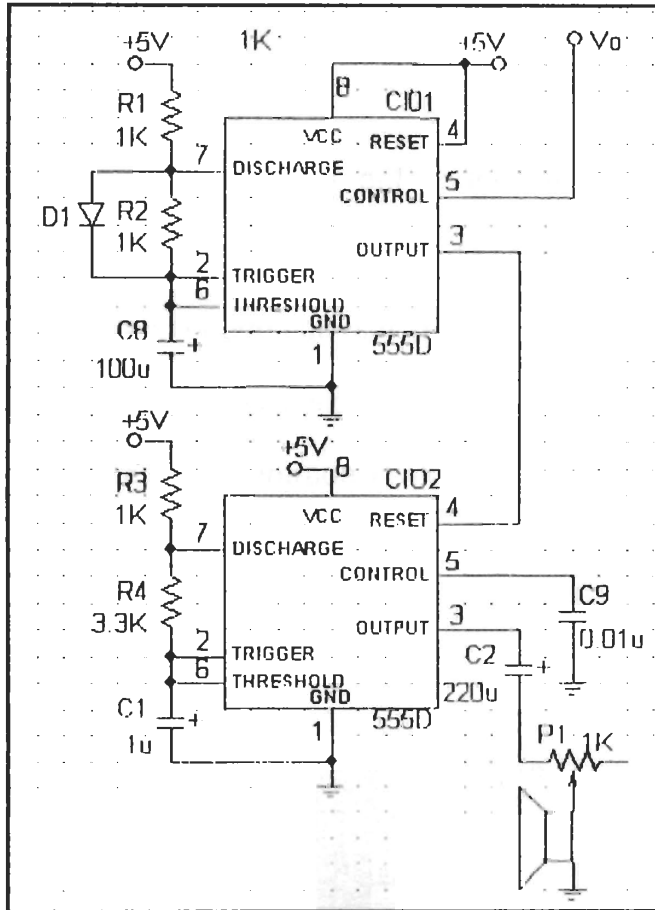 +5V 1K +5V Vo
8 CI01
R1 VCC RESET 4
1K 7 DISCHARGE 5
CONTROL
D1 R2 OUTPUT 3
1K 2 TRIGGER
6 THRESHOLD
C8 + GND
100u 1 555D
+5V +5V 8
R3 CI02
1K VCC RESET 4
7 DISCHARGE 5
R4 CONTROL C9
3.3K OUTPUT 3 0.01u
2 TRIGGER C2 +
6 THRESHOLD
C1 + GND 220u
1u 1 555D P1 1K